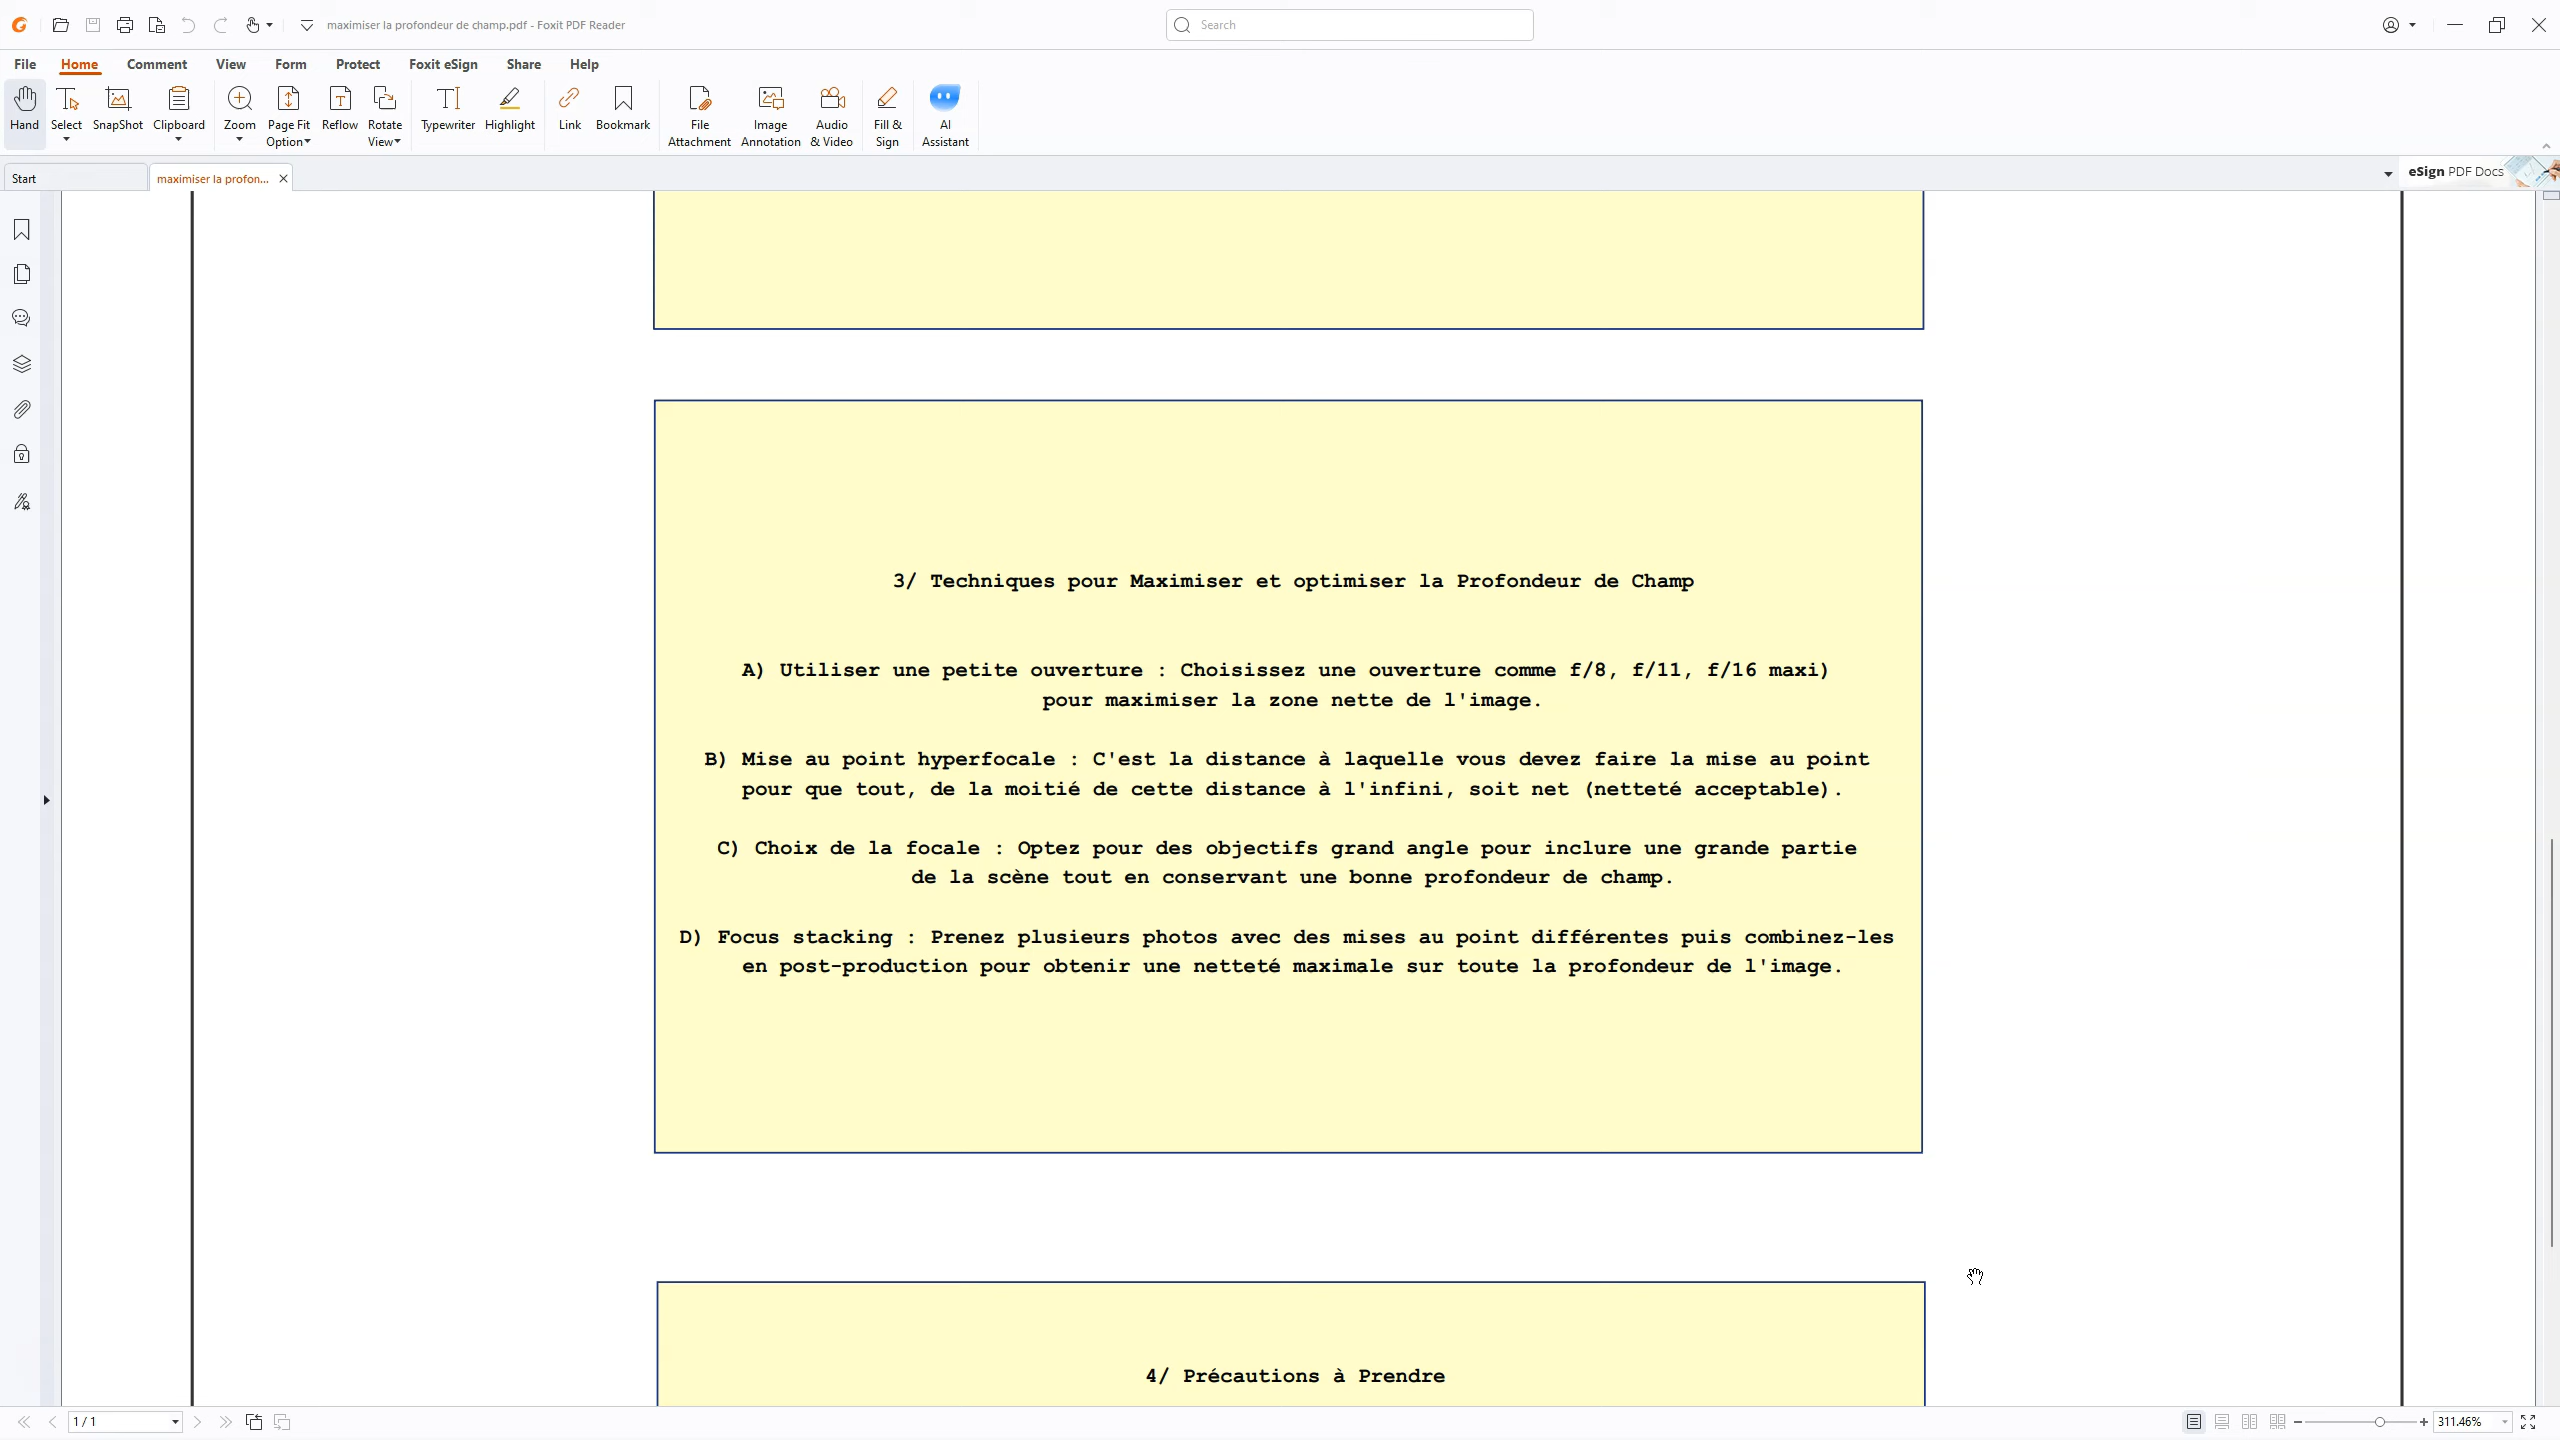 maximiser la profondeur de champ.pdf - Foxit PDF Reader
Search
File Home Comment View Form Protect Foxit eSign Share Help
Hand Select SnapShot Clipboard Zoom Page Fit Option Reflow Rotate View Typewriter Highlight Link Bookmark File Attachment Image Annotation Audio & Video Fill & Sign AI Assistant
Start maximiser la profon... eSign PDF Docs
3/ Techniques pour Maximiser et optimiser la Profondeur de Champ
A) Utiliser une petite ouverture : Choisissez une ouverture comme f/8, f/11, f/16 maxi)
pour maximiser la zone nette de l'image.
B) Mise au point hyperfocale : C'est la distance à laquelle vous devez faire la mise au point
pour que tout, de la moitié de cette distance à l'infini, soit net (netteté acceptable).
C) Choix de la focale : Optez pour des objectifs grand angle pour inclure une grande partie
de la scène tout en conservant une bonne profondeur de champ.
D) Focus stacking : Prenez plusieurs photos avec des mises au point différentes puis combinez-les
en post-production pour obtenir une netteté maximale sur toute la profondeur de l'image.
4/ Précautions à Prendre
1 / 1
311.46%